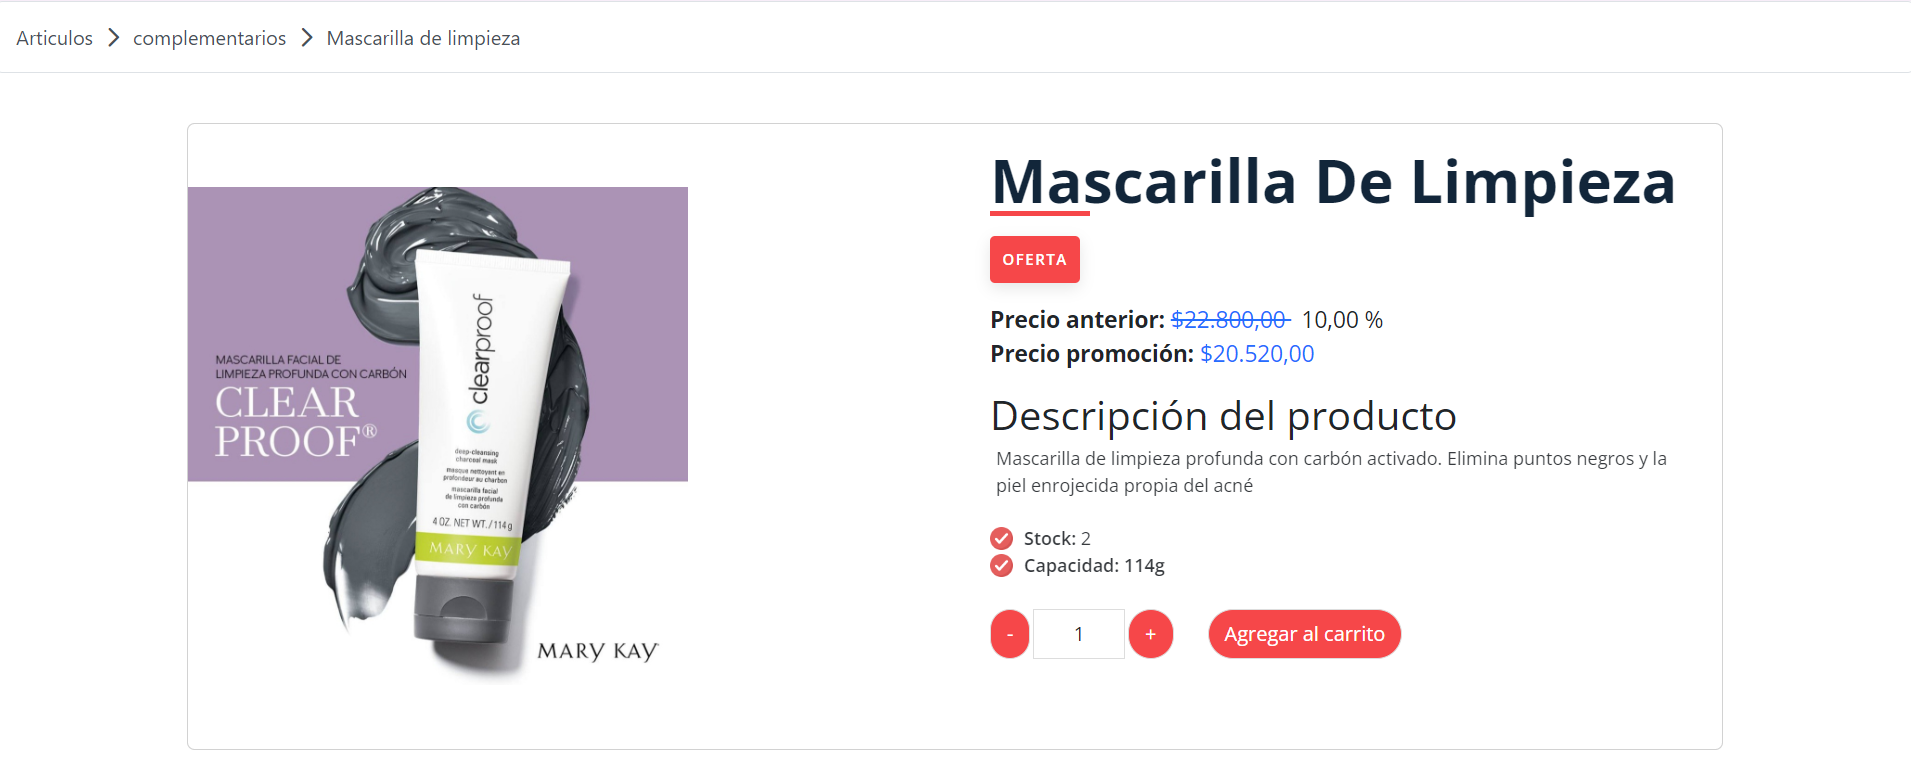 Articulos > complementarios > Mascarilla de limpieza
MASCARILLA FACIAL DE
LIMPIEZA PROFUNDA CON CARBÓN
CLEAR
PROOF®
clearproof
deep-cleansing
charcoal mask
masque nettoyant en
profondeur au charbon
mascarilla facial
de limpieza profunda
con carbón
4 OZ. NET WT./114 g
MARY KAY
MARY KAY
Mascarilla De Limpieza
OFERTA
Precio anterior: $22.800,00 10,00 %
Precio promoción: $20.520,00
Descripción del producto
Mascarilla de limpieza profunda con carbón activado. Elimina puntos negros y la
piel enrojecida propia del acné
Stock: 2
Capacidad: 114g
- 1 + Agregar al carrito